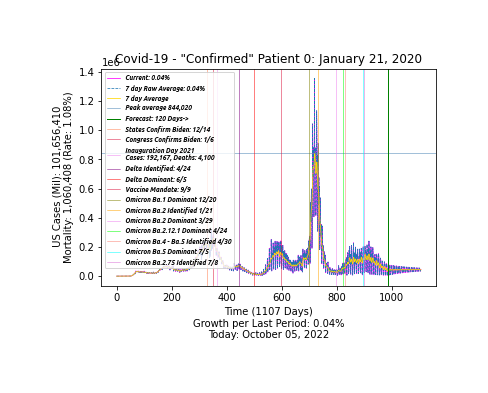 Covid-19 - "Confirmed" Patient 0: January 21, 2020
1e6
1.4
1.2
1.0
0.8
0.6
0.4
0.2
0.0
US Cases (Mil): 101,656,410
Mortality: 1,060,408 (Rate: 1.08%)
Current: 0.04%
7 day Raw Average: 0.04%
7 day Average
Peak average 844,020
Forecast: 120 Days->
States Confirm Biden: 12/14
Congress Confirms Biden: 1/6
Inauguration Day 2021
Cases: 192,167, Deaths: 4,100
Delta Identified: 4/24
Delta Dominant: 6/5
Vaccine Mandate: 9/9
Omicron Ba.1 Dominant 12/20
Omicron Ba.2 Identified 1/21
Omicron Ba.2 Dominant 3/29
Omicron Ba.2.12.1 Dominant 4/24
Omicron Ba.4 - Ba.5 Identified 4/30
Omicron Ba.5 Dominant 7/5
Omicron Ba.2.75 Identified 7/8
0 200 400 600 800 1000
Time (1107 Days)
Growth per Last Period: 0.04%
Today: October 05, 2022